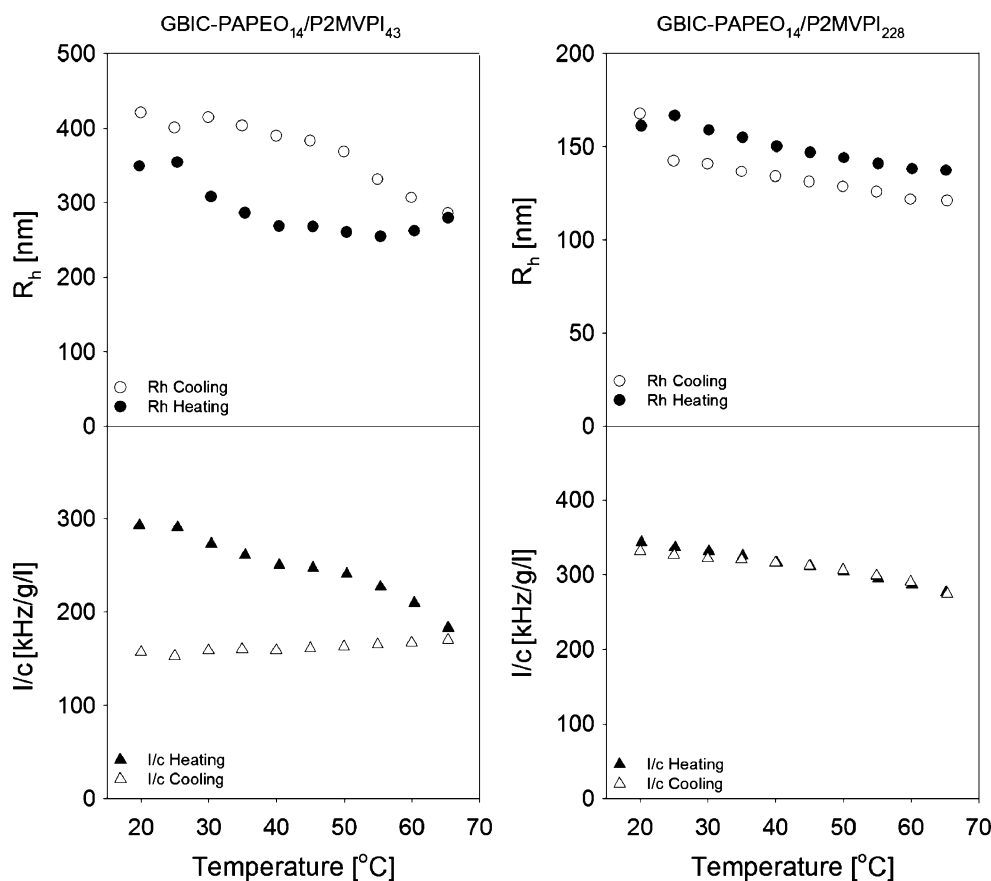 GBIC-PAPEO₁₄/P2MVPI₄₃
500
400
300
200
100
0
Rₕ [nm]
Rh Cooling
Rh Heating
300
200
100
0
I/c [kHz/g/l]
I/c Heating
I/c Cooling
20 30 40 50 60 70
Temperature [°C]
GBIC-PAPEO₁₄/P2MVPI₂₂₈
200
150
100
50
0
Rₕ [nm]
Rh Cooling
Rh Heating
400
300
200
100
0
I/c [kHz/g/l]
I/c Heating
I/c Cooling
20 30 40 50 60 70
Temperature [°C]